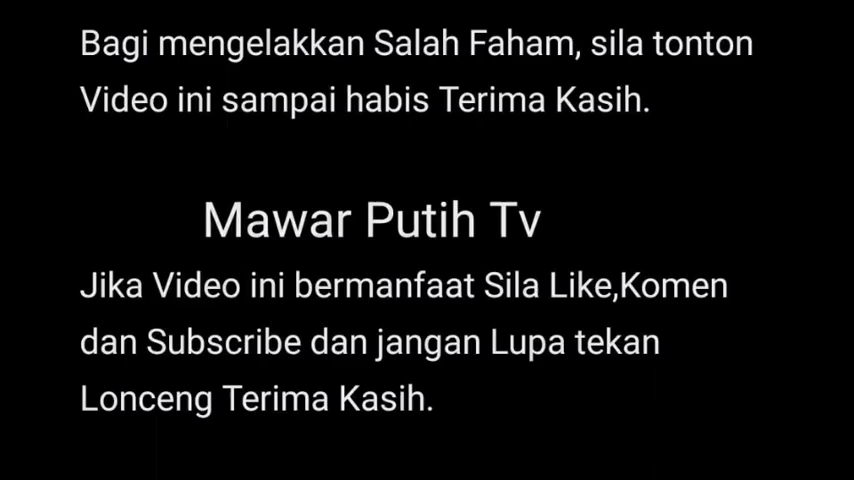 Bagi mengelakkan Salah Faham, sila tonton
Video ini sampai habis Terima Kasih.
Mawar Putih Tv
Jika Video ini bermanfaat Sila Like,Komen
dan Subscribe dan jangan Lupa tekan
Lonceng Terima Kasih.